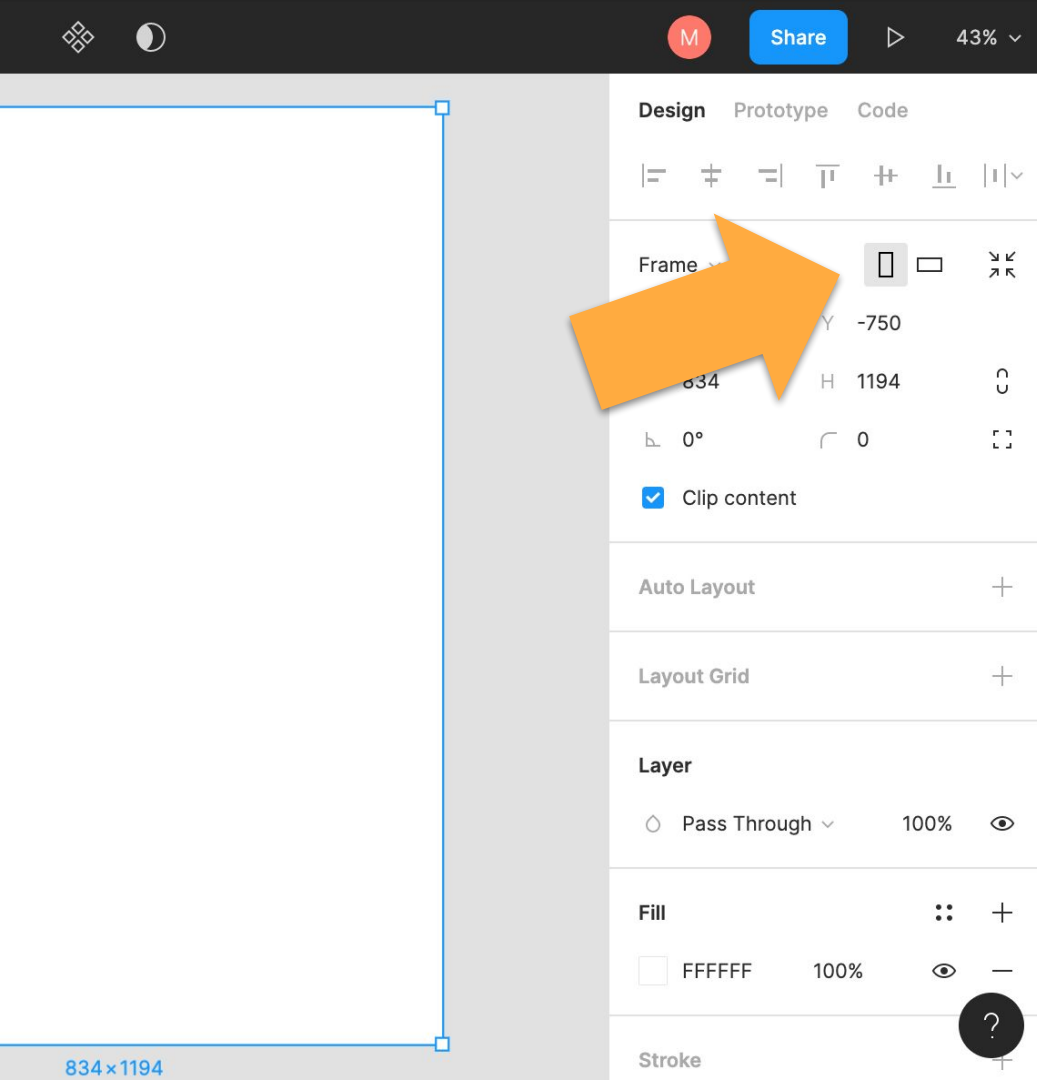 M Share 43%
Design Prototype Code
Frame
Y -750
834 H 1194
0° 0
Clip content
Auto Layout
Layout Grid
Layer
Pass Through 100%
Fill
FFFFFF 100%
?
Stroke
834×1194